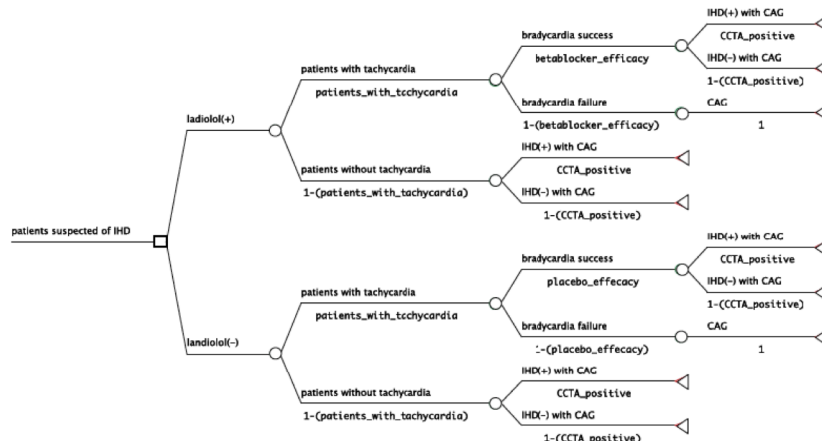 IHD(+) with CAG
CCTA_positive
bradycardia success
betablocker_efficacy
IHD(-) with CAG
1-(CCTA_positive)
patients with tachycardia
patients_with_tcchycardia
bradycardia failure
1-(betablocker_efficacy)
CAG
1
ladiolol(+)
IHD(+) with CAG
CCTA_positive
patients without tachycardia
1-(patients_with_tachycardia)
IHD(-) with CAG
1-(CCTA_positive)
patients suspected of IHD
IHD(+) with CAG
CCTA_positive
bradycardia success
placebo_effecacy
IHD(-) with CAG
1-(CCTA_positive)
patients with tachycardia
patients_with_tcchycardia
bradycardia failure
1-(placebo_effecacy)
CAG
1
landiolol(-)
IHD(+) with CAG
CCTA_positive
patients without tachycardia
1-(patients_with_tachycardia)
IHD(-) with CAG
1-(CCTA_positive)